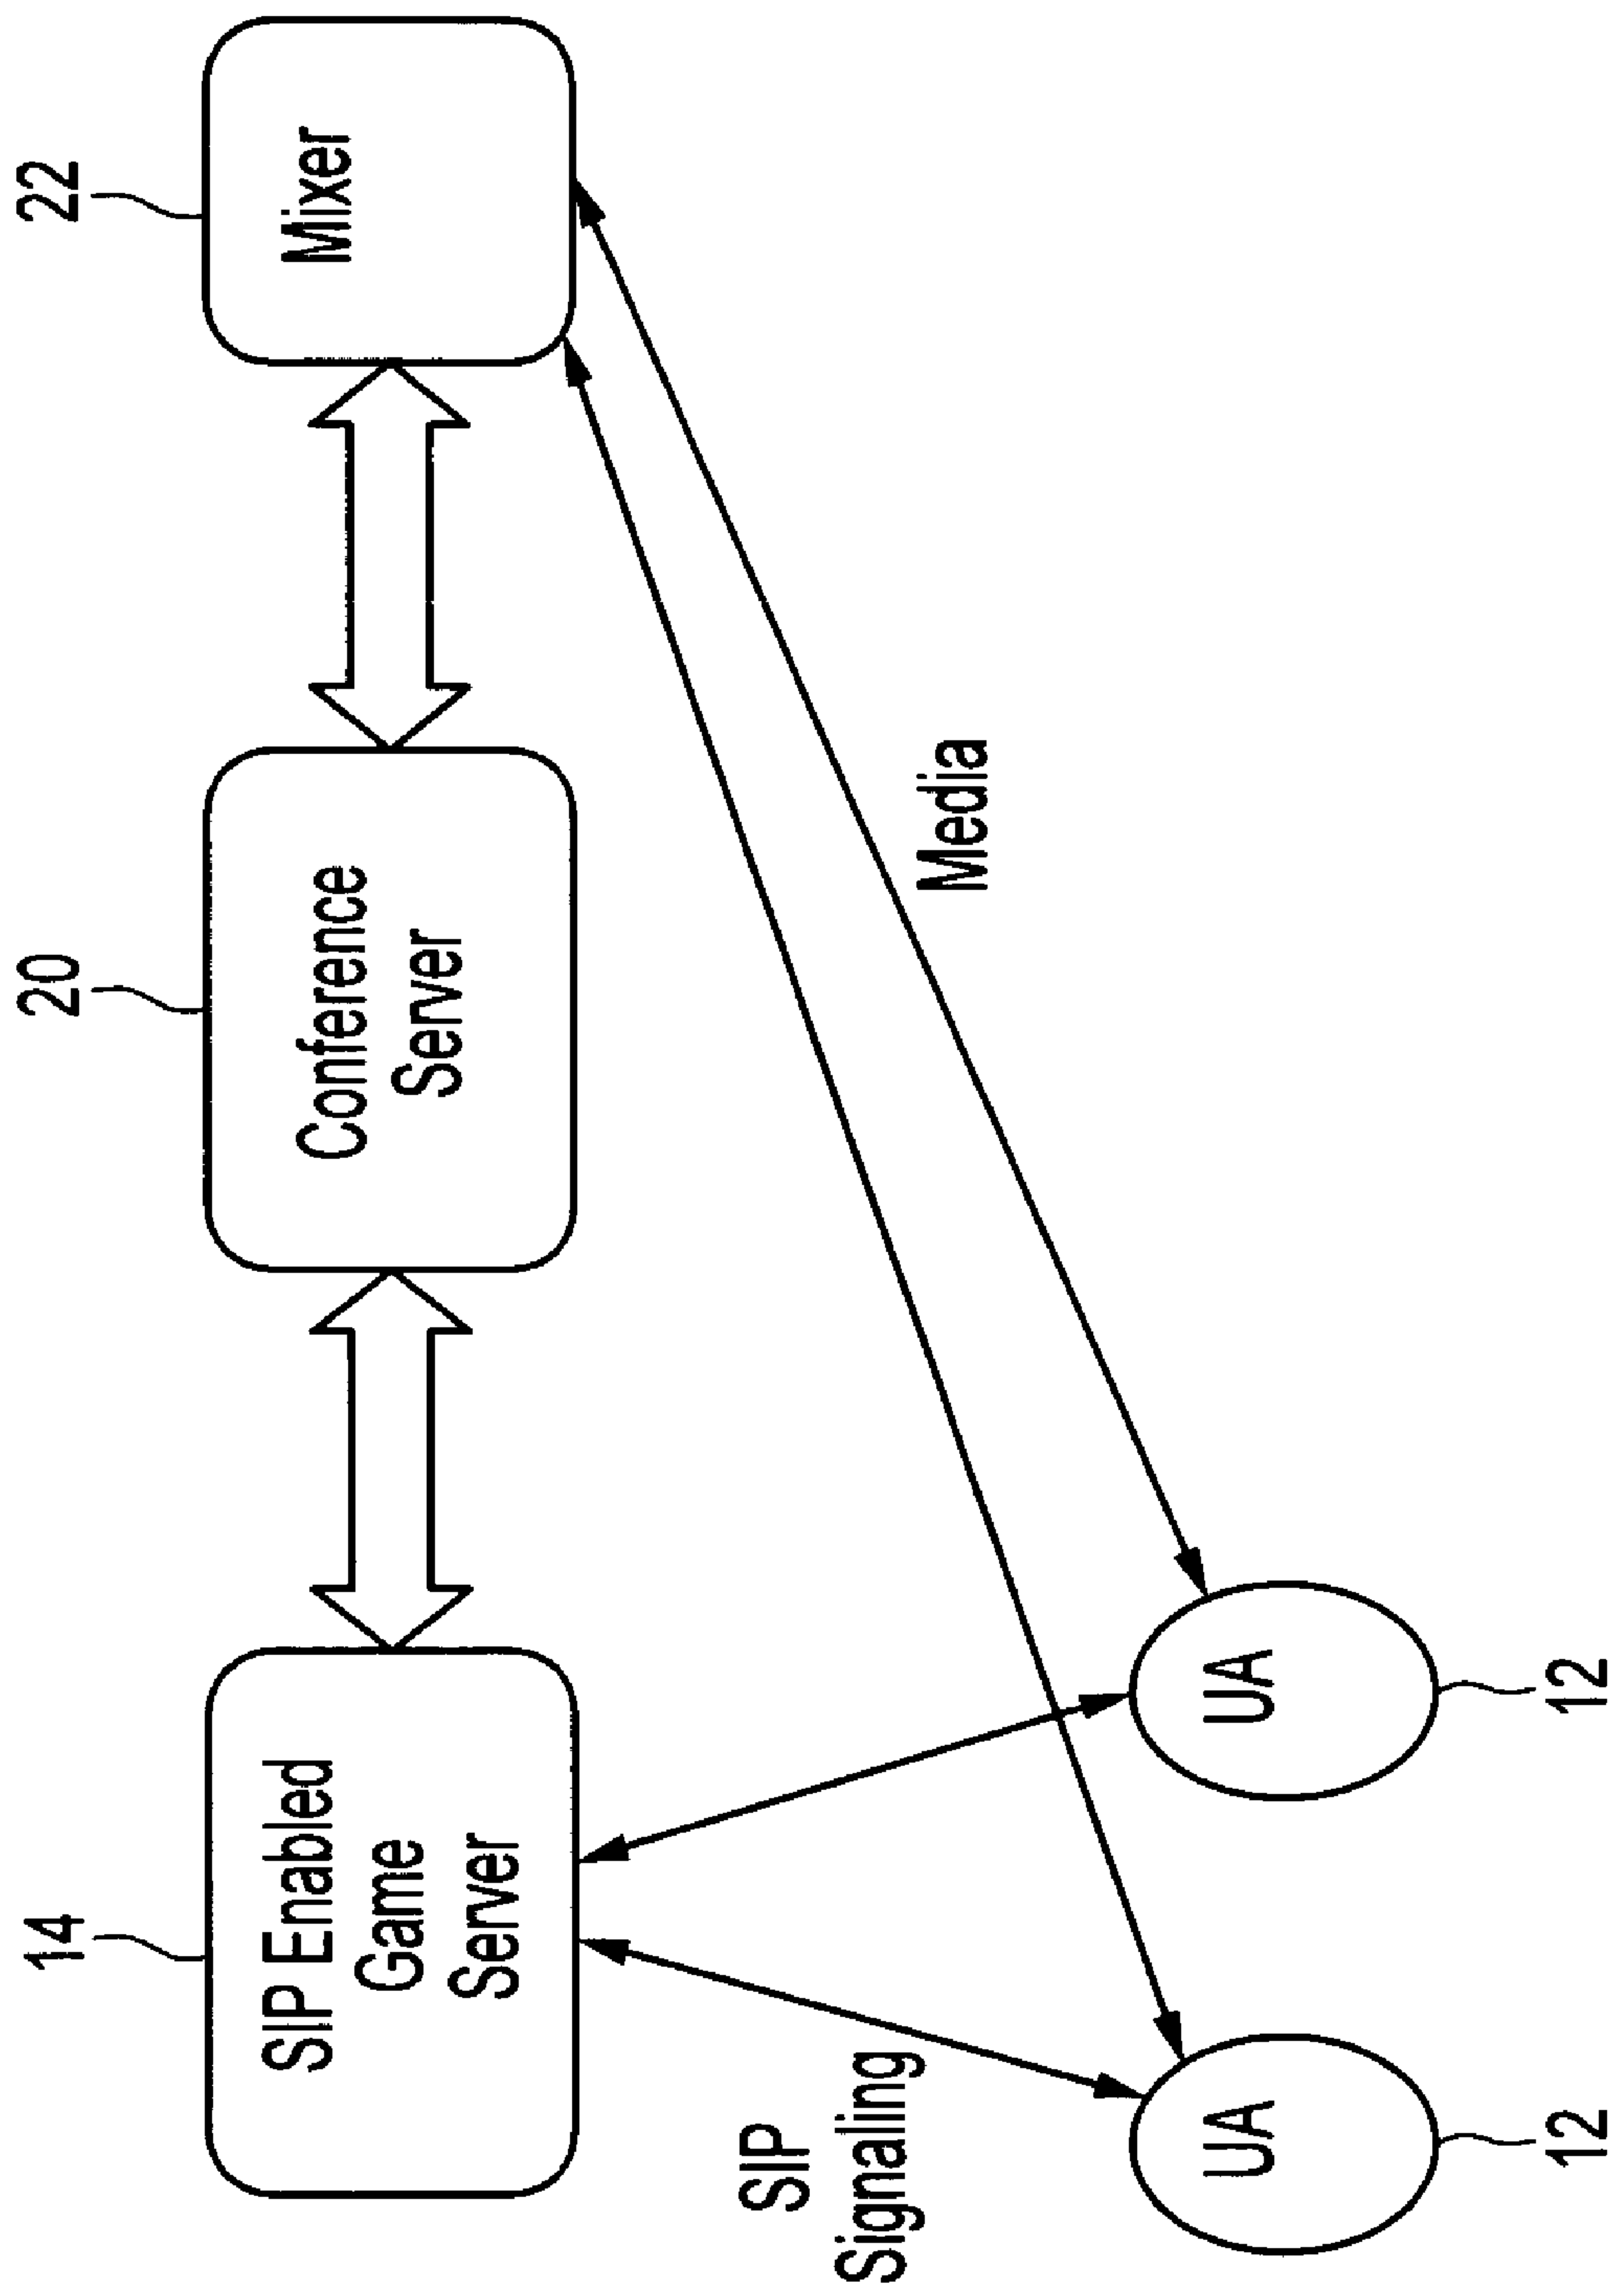 14
20
22
SIP Enabled
Game
Server
Conference
Server
Mixer
SIP
Signaling
Media
UA
UA
12
12